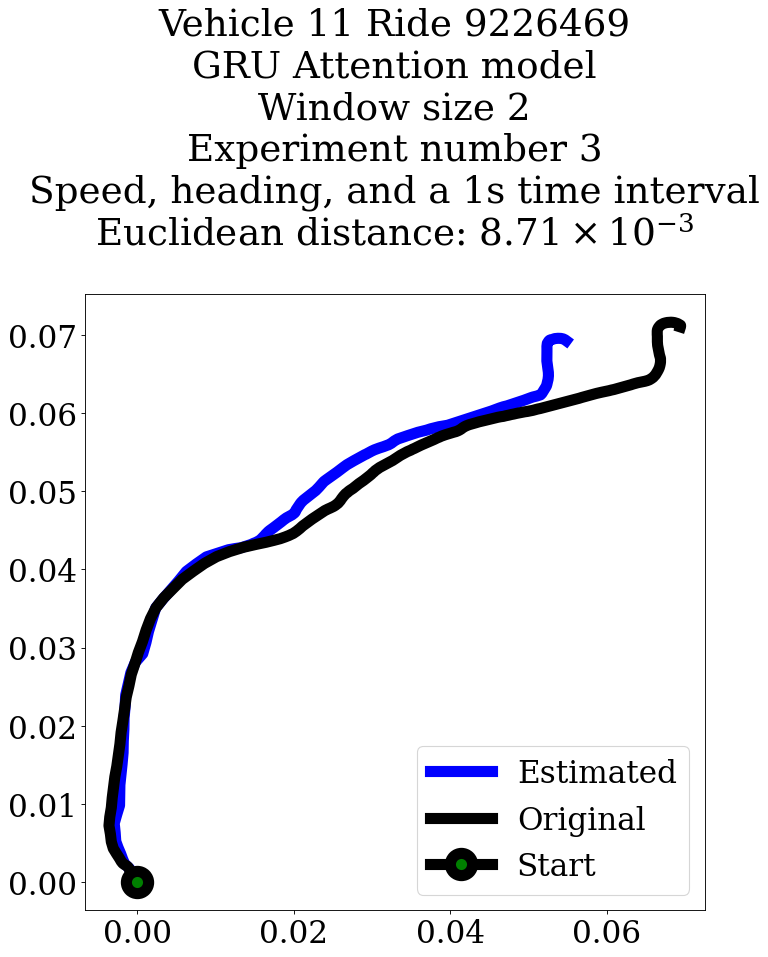 Vehicle 11 Ride 9226469
GRU Attention model
Window size 2
Experiment number 3
Speed, heading, and a 1s time interval
Euclidean distance: 8.71 × 10⁻³
0.07
0.06
0.05
0.04
0.03
0.02
0.01
0.00
Estimated
Original
Start
0.00 0.02 0.04 0.06